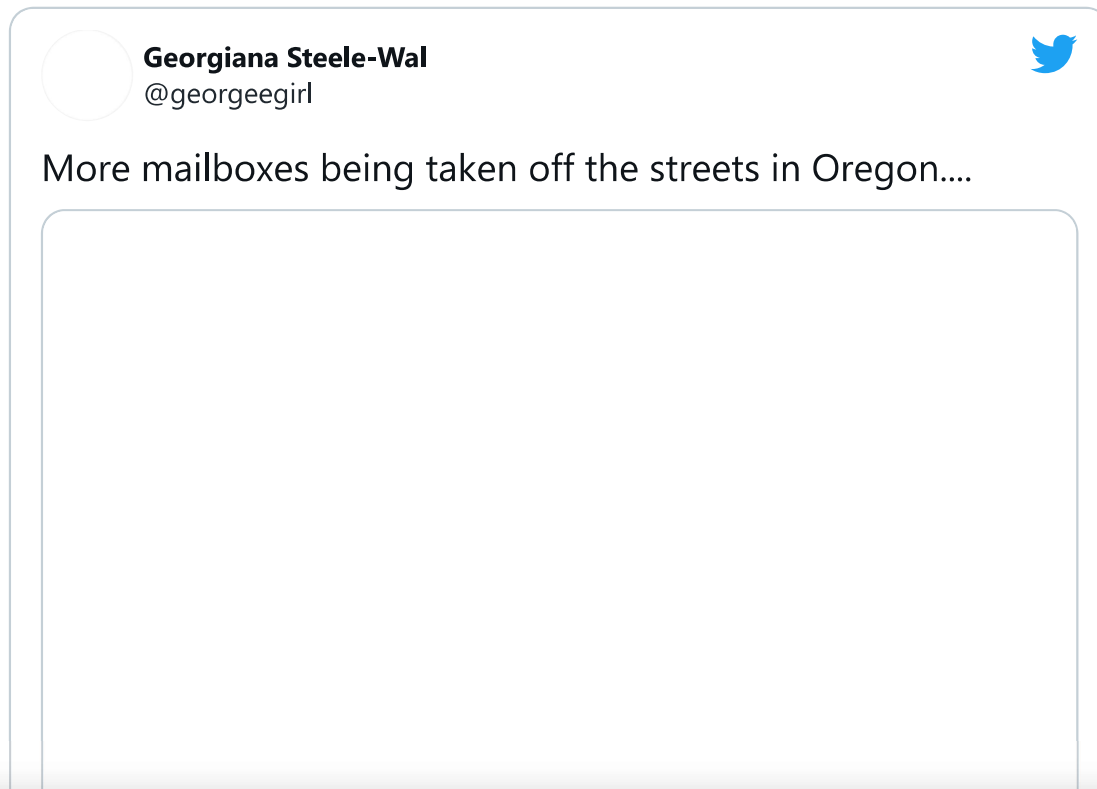 Georgiana Steele-Wal
@georgeegirl
More mailboxes being taken off the streets in Oregon....